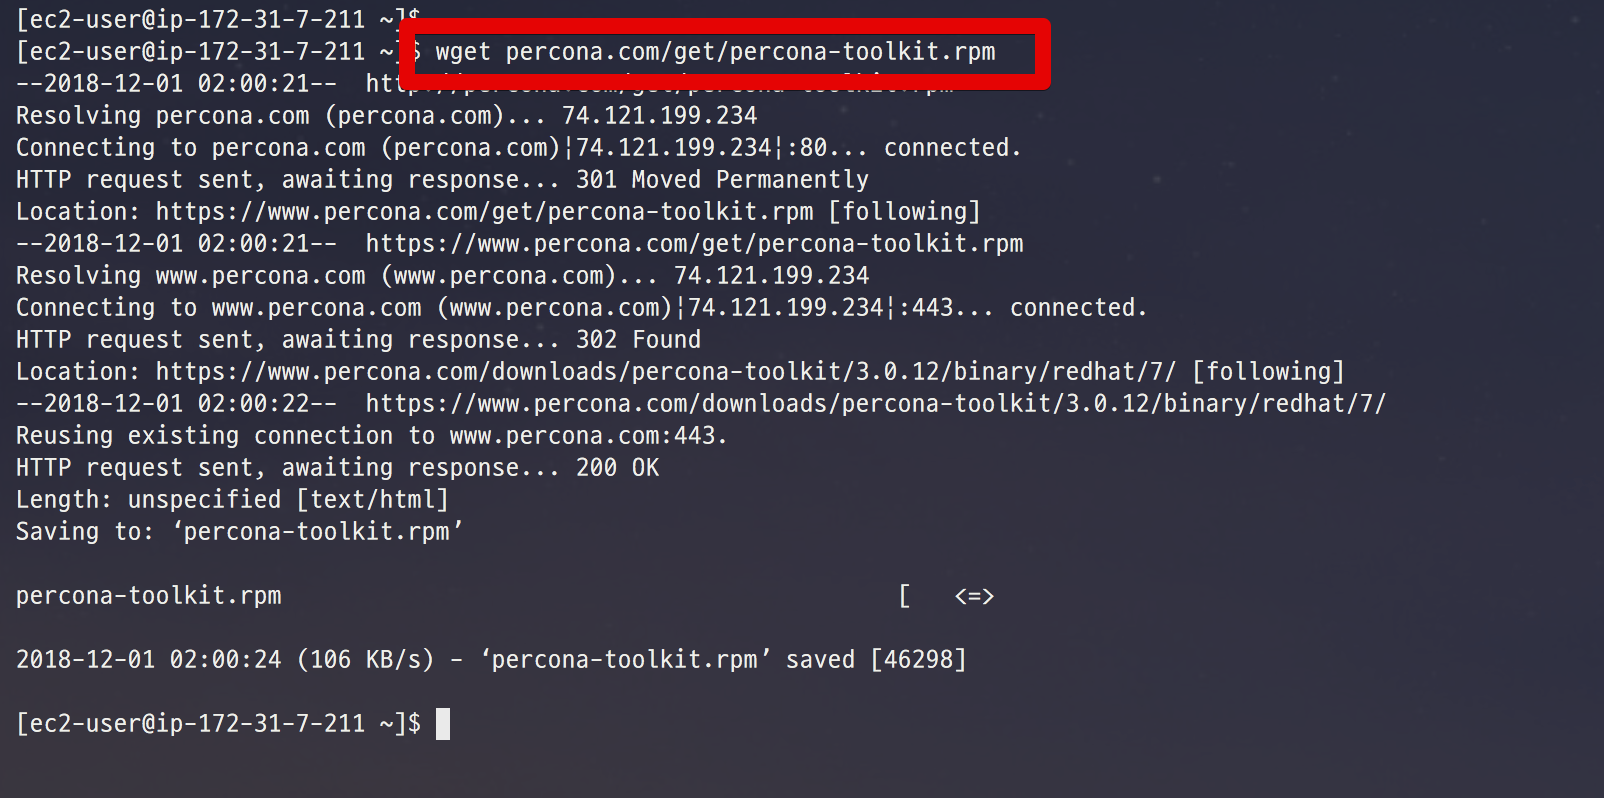 [ec2-user@ip-172-31-7-211 ~]$
[ec2-user@ip-172-31-7-211 ~]$ wget percona.com/get/percona-toolkit.rpm
--2018-12-01 02:00:21--  http://percona.com/get/percona-toolkit.rpm
Resolving percona.com (percona.com)... 74.121.199.234
Connecting to percona.com (percona.com)¦74.121.199.234¦:80... connected.
HTTP request sent, awaiting response... 301 Moved Permanently
Location: https://www.percona.com/get/percona-toolkit.rpm [following]
--2018-12-01 02:00:21--  https://www.percona.com/get/percona-toolkit.rpm
Resolving www.percona.com (www.percona.com)... 74.121.199.234
Connecting to www.percona.com (www.percona.com)¦74.121.199.234¦:443... connected.
HTTP request sent, awaiting response... 302 Found
Location: https://www.percona.com/downloads/percona-toolkit/3.0.12/binary/redhat/7/ [following]
--2018-12-01 02:00:22--  https://www.percona.com/downloads/percona-toolkit/3.0.12/binary/redhat/7/
Reusing existing connection to www.percona.com:443.
HTTP request sent, awaiting response... 200 OK
Length: unspecified [text/html]
Saving to: ‘percona-toolkit.rpm’
percona-toolkit.rpm [ <=>
2018-12-01 02:00:24 (106 KB/s) - ‘percona-toolkit.rpm’ saved [46298]
[ec2-user@ip-172-31-7-211 ~]$